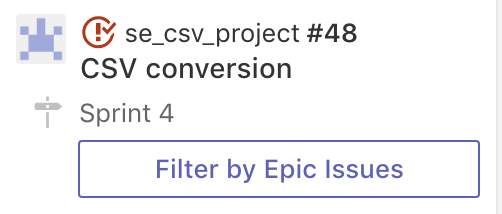 se_csv_project #48
CSV conversion
Sprint 4
Filter by Epic Issues